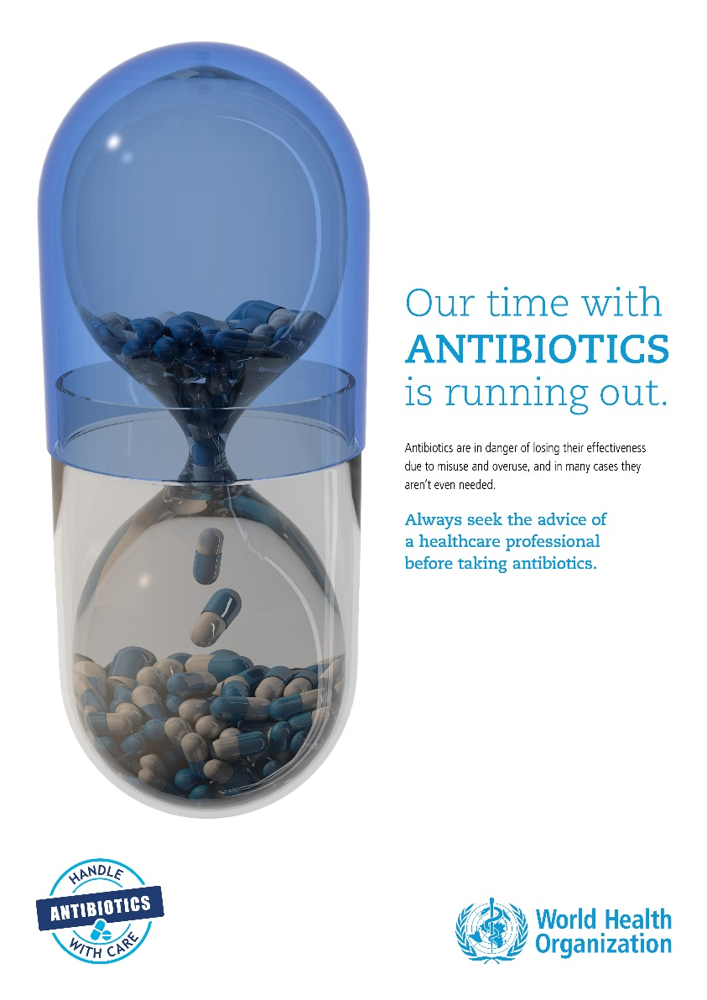 Our time with
ANTIBIOTICS
is running out.
Antibiotics are in danger of losing their effectiveness
due to misuse and overuse, and in many cases they
aren't even needed.
Always seek the advice of
a healthcare professional
before taking antibiotics.
HANDLE
ANTIBIOTICS
WITH CARE
World Health
Organization